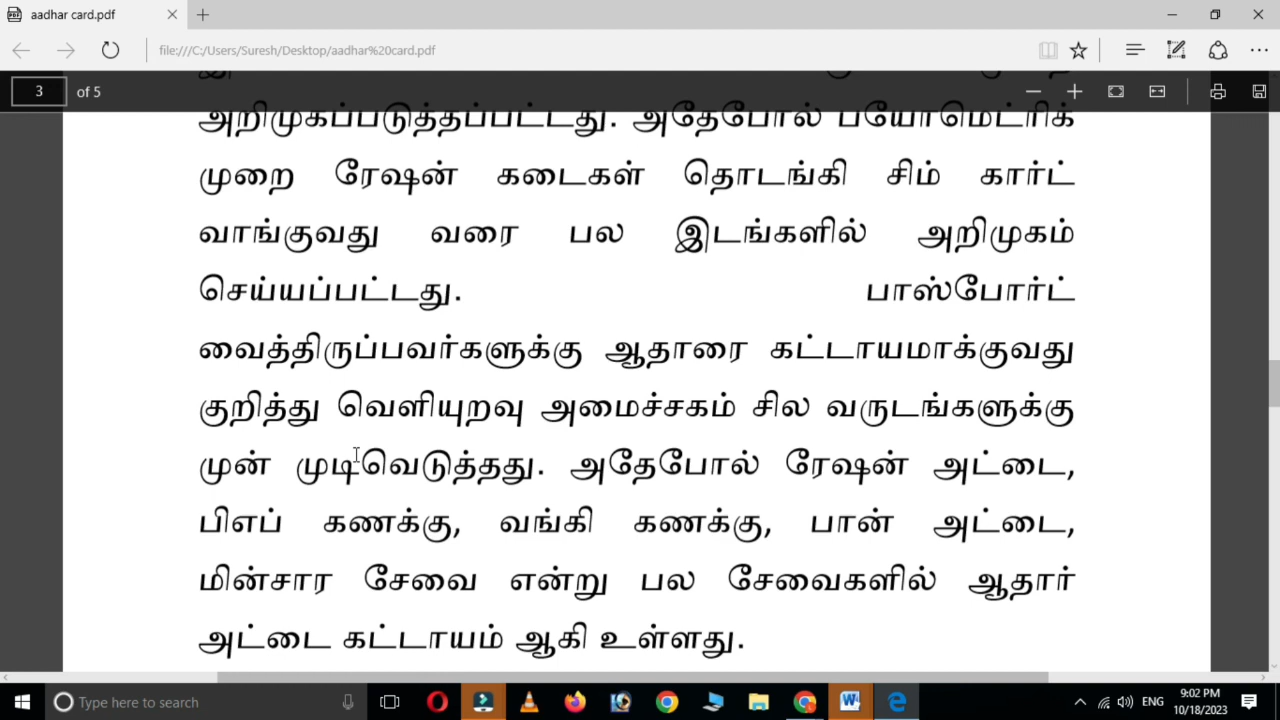 aadhar card.pdf
file:///C:/Users/Suresh/Desktop/aadhar%20card.pdf
3 of 5
அறிமுகப்படுத்தப்பட்டது. அதேபோல் பயோமெட்ரிக்
முறை ரேஷன் கடைகள் தொடங்கி சிம் கார்ட்
வாங்குவது வரை பல இடங்களில் அறிமுகம்
செய்யப்பட்டது. பாஸ்போர்ட்
வைத்திருப்பவர்களுக்கு ஆதாரை கட்டாயமாக்குவது
குறித்து வெளியுறவு அமைச்சகம் சில வருடங்களுக்கு
முன் முடிவெடுத்தது. அதேபோல் ரேஷன் அட்டை,
பிஎப் கணக்கு, வங்கி கணக்கு, பான் அட்டை,
மின்சார சேவை என்று பல சேவைகளில் ஆதார்
அட்டை கட்டாயம் ஆகி உள்ளது.
Type here to search
ENG
9:02 PM
10/18/2023